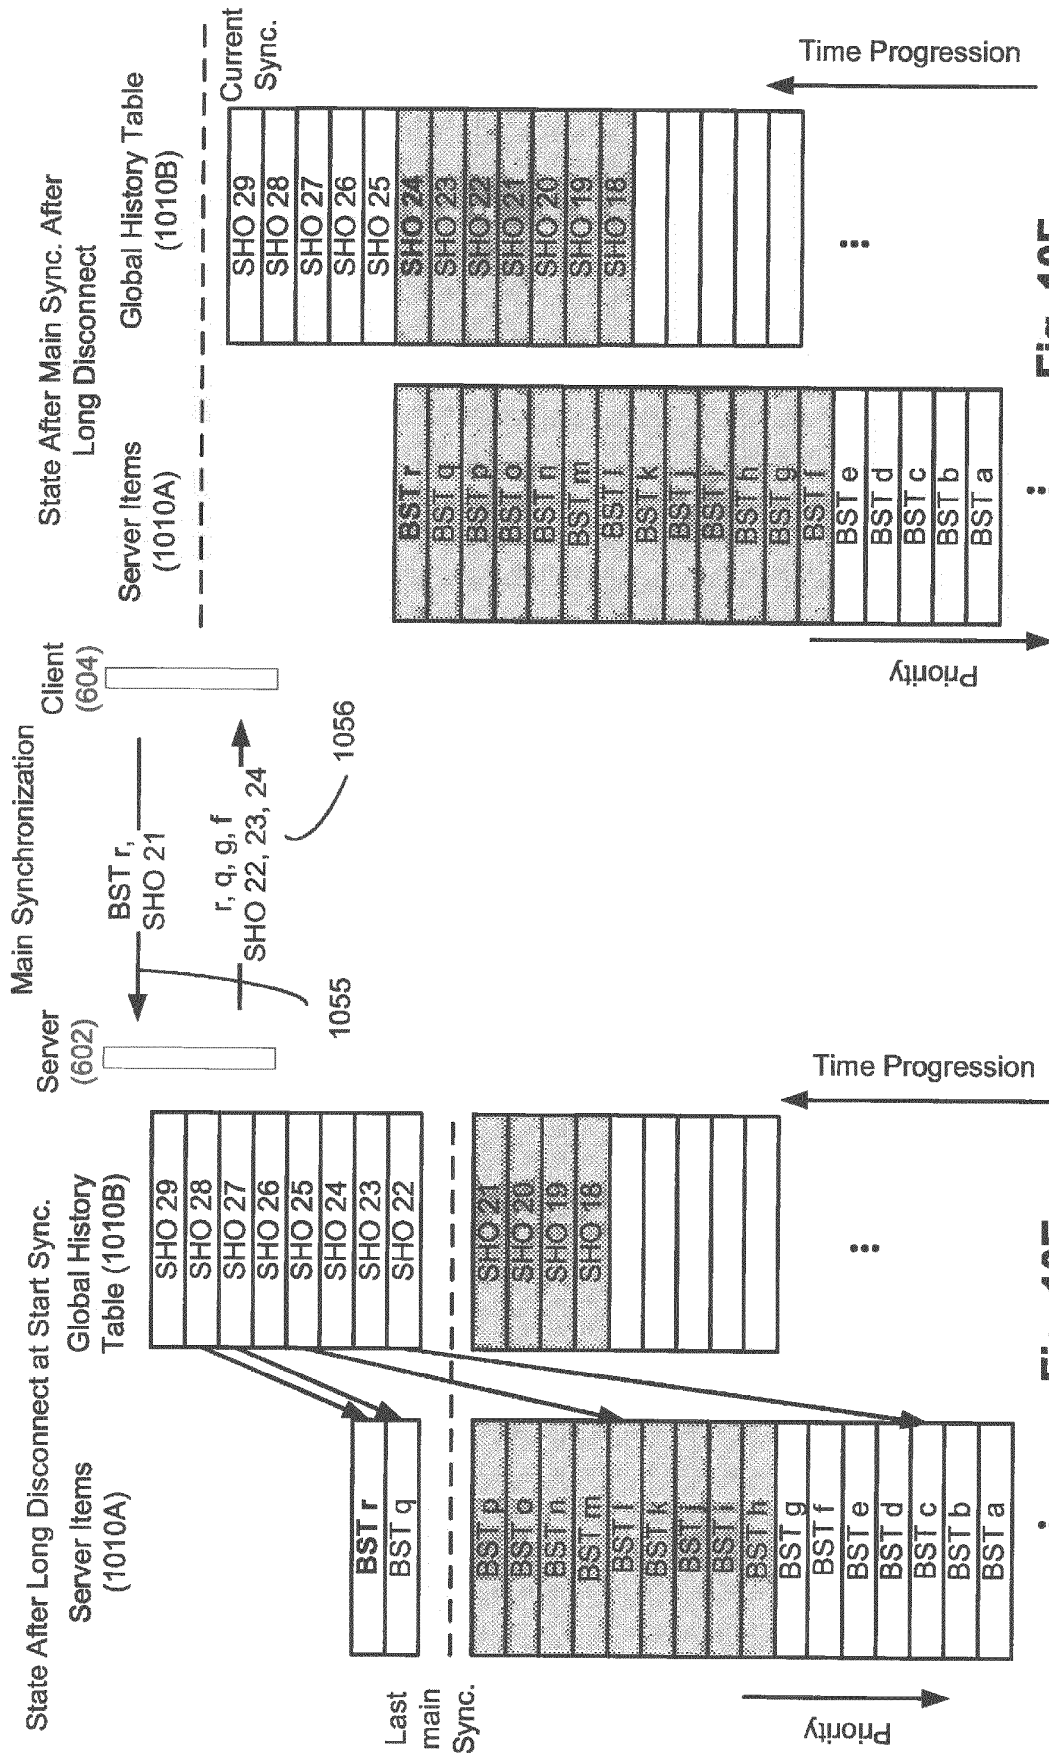 State After Long Disconnect at Start Sync.
Server Items
(1010A)
Global History
Table (1010B)
BST r
BST q
SHO 29
SHO 28
SHO 27
SHO 26
SHO 25
SHO 24
SHO 23
SHO 22
Last
main
Sync.
BST p
BST o
BST n
BST m
BST l
BST k
BST j
BST i
BST h
BST g
BST f
BST e
BST d
BST c
BST b
BST a
SHO 21
SHO 20
SHO 19
SHO 18
...
Priority
Time Progression
Main Synchronization
Server
(602)
Client
(604)
BST r,
SHO 21
r, q, g, f
SHO 22, 23, 24
1055
1056
State After Main Sync. After
Long Disconnect
Server Items
(1010A)
Global History Table
(1010B)
Current
Sync.
BST r
BST q
BST p
BST o
BST n
BST m
BST l
BST k
BST j
BST i
BST h
BST g
BST f
BST e
BST d
BST c
BST b
BST a
SHO 29
SHO 28
SHO 27
SHO 26
SHO 25
SHO 24
SHO 23
SHO 22
SHO 21
SHO 20
SHO 19
SHO 18
...
Priority
Time Progression